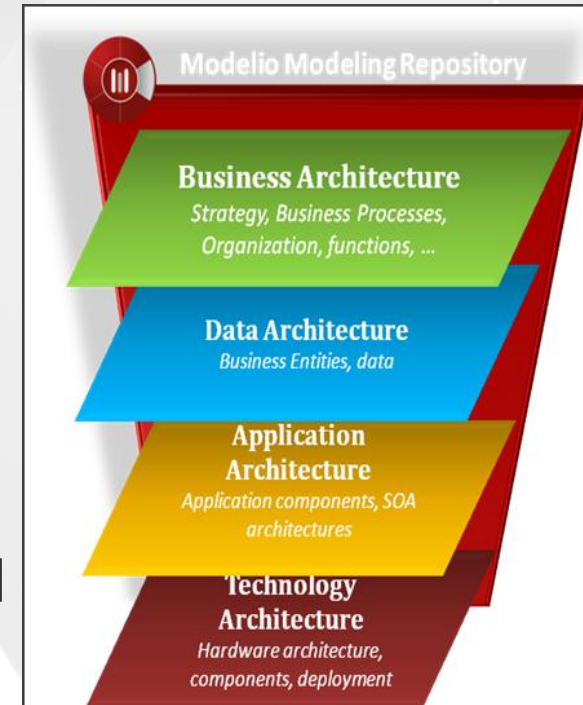 Modelio Modeling Repository
Business Architecture
Strategy, Business Processes,
Organization, functions, ...
Data Architecture
Business Entities, data
Application
Architecture
Application components, SOA
architectures
Technology
Architecture
Hardware architecture,
components, deployment